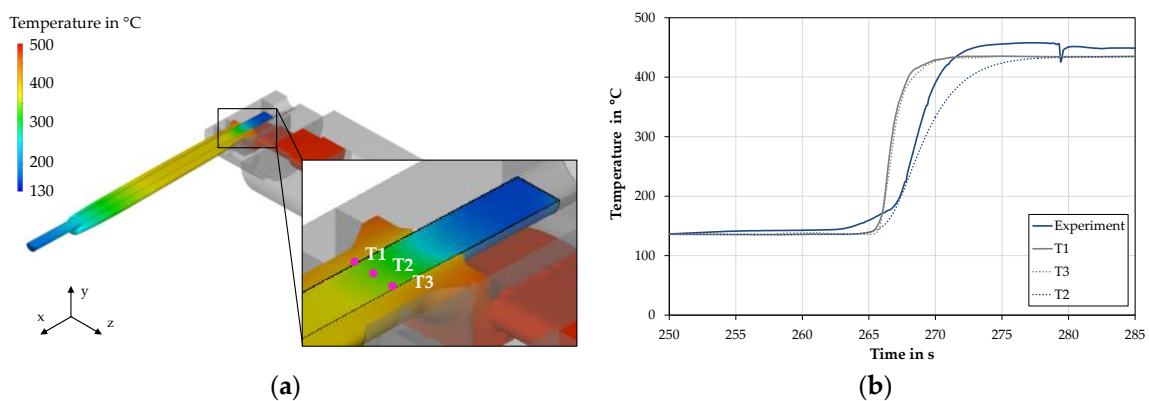 Temperature in °C
500
400
300
200
130
y
x
z
T1
T2
T3
(a)
500
400
300
200
100
0
Temperature in °C
250
255
260
265
270
275
280
285
Time in s
Experiment
T1
T3
T2
(b)